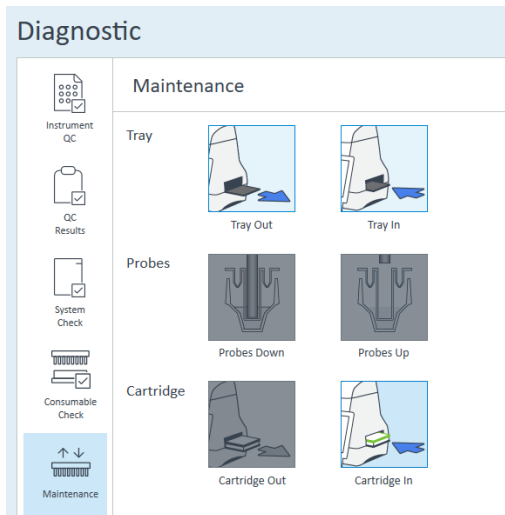 Diagnostic
Instrument
QC
QC
Results
System
Check
Consumable
Check
Maintenance
Maintenance
Tray
Tray Out
Tray In
Probes
Probes Down
Probes Up
Cartridge
Cartridge Out
Cartridge In